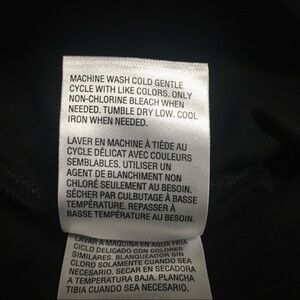 MACHINE WASH COLD GENTLE
CYCLE WITH LIKE COLORS. ONLY
NON-CHLORINE BLEACH WHEN
NEEDED. TUMBLE DRY LOW. COOL
IRON WHEN NEEDED.
LAVER EN MACHINE À TIÈDE AU
CYCLE DÉLICAT AVEC COULEURS
SEMBLABLES. UTILISER UN
AGENT DE BLANCHIMENT NON
CHLORÉ SEULEMENT AU BESOIN.
SÉCHER PAR CULBUTAGE À BASSE
TEMPÉRATURE. REPASSER À
BASSE TEMPÉRATURE AU BESOIN.
LAVAR A MAQUINA EN AGUA FRIA
CICLO DELICADO CON COLORES
SIMILARES. BLANQUEADOR SIN
CLORO SOLAMENTE CUANDO SEA
NECESARIO. SECAR EN SECADORA
A TEMPERATURA BAJA. PLANCHA
TIBIA CUANDO SEA NECESARIO.